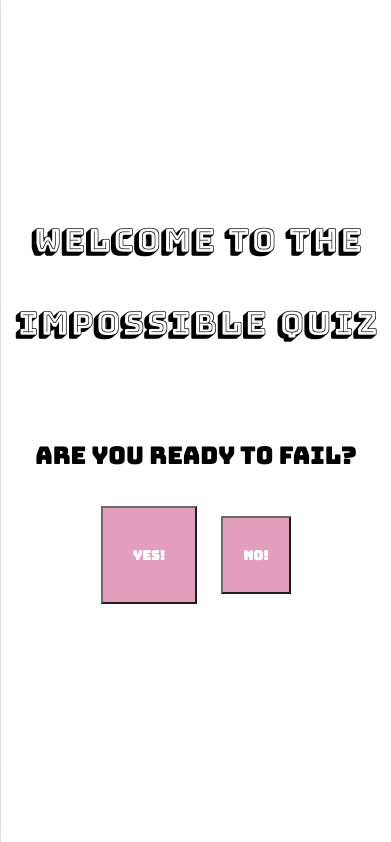 WELCOME TO THE
IMPOSSIBLE QUIZ
ARE YOU READY TO FAIL?
YES!
NO!